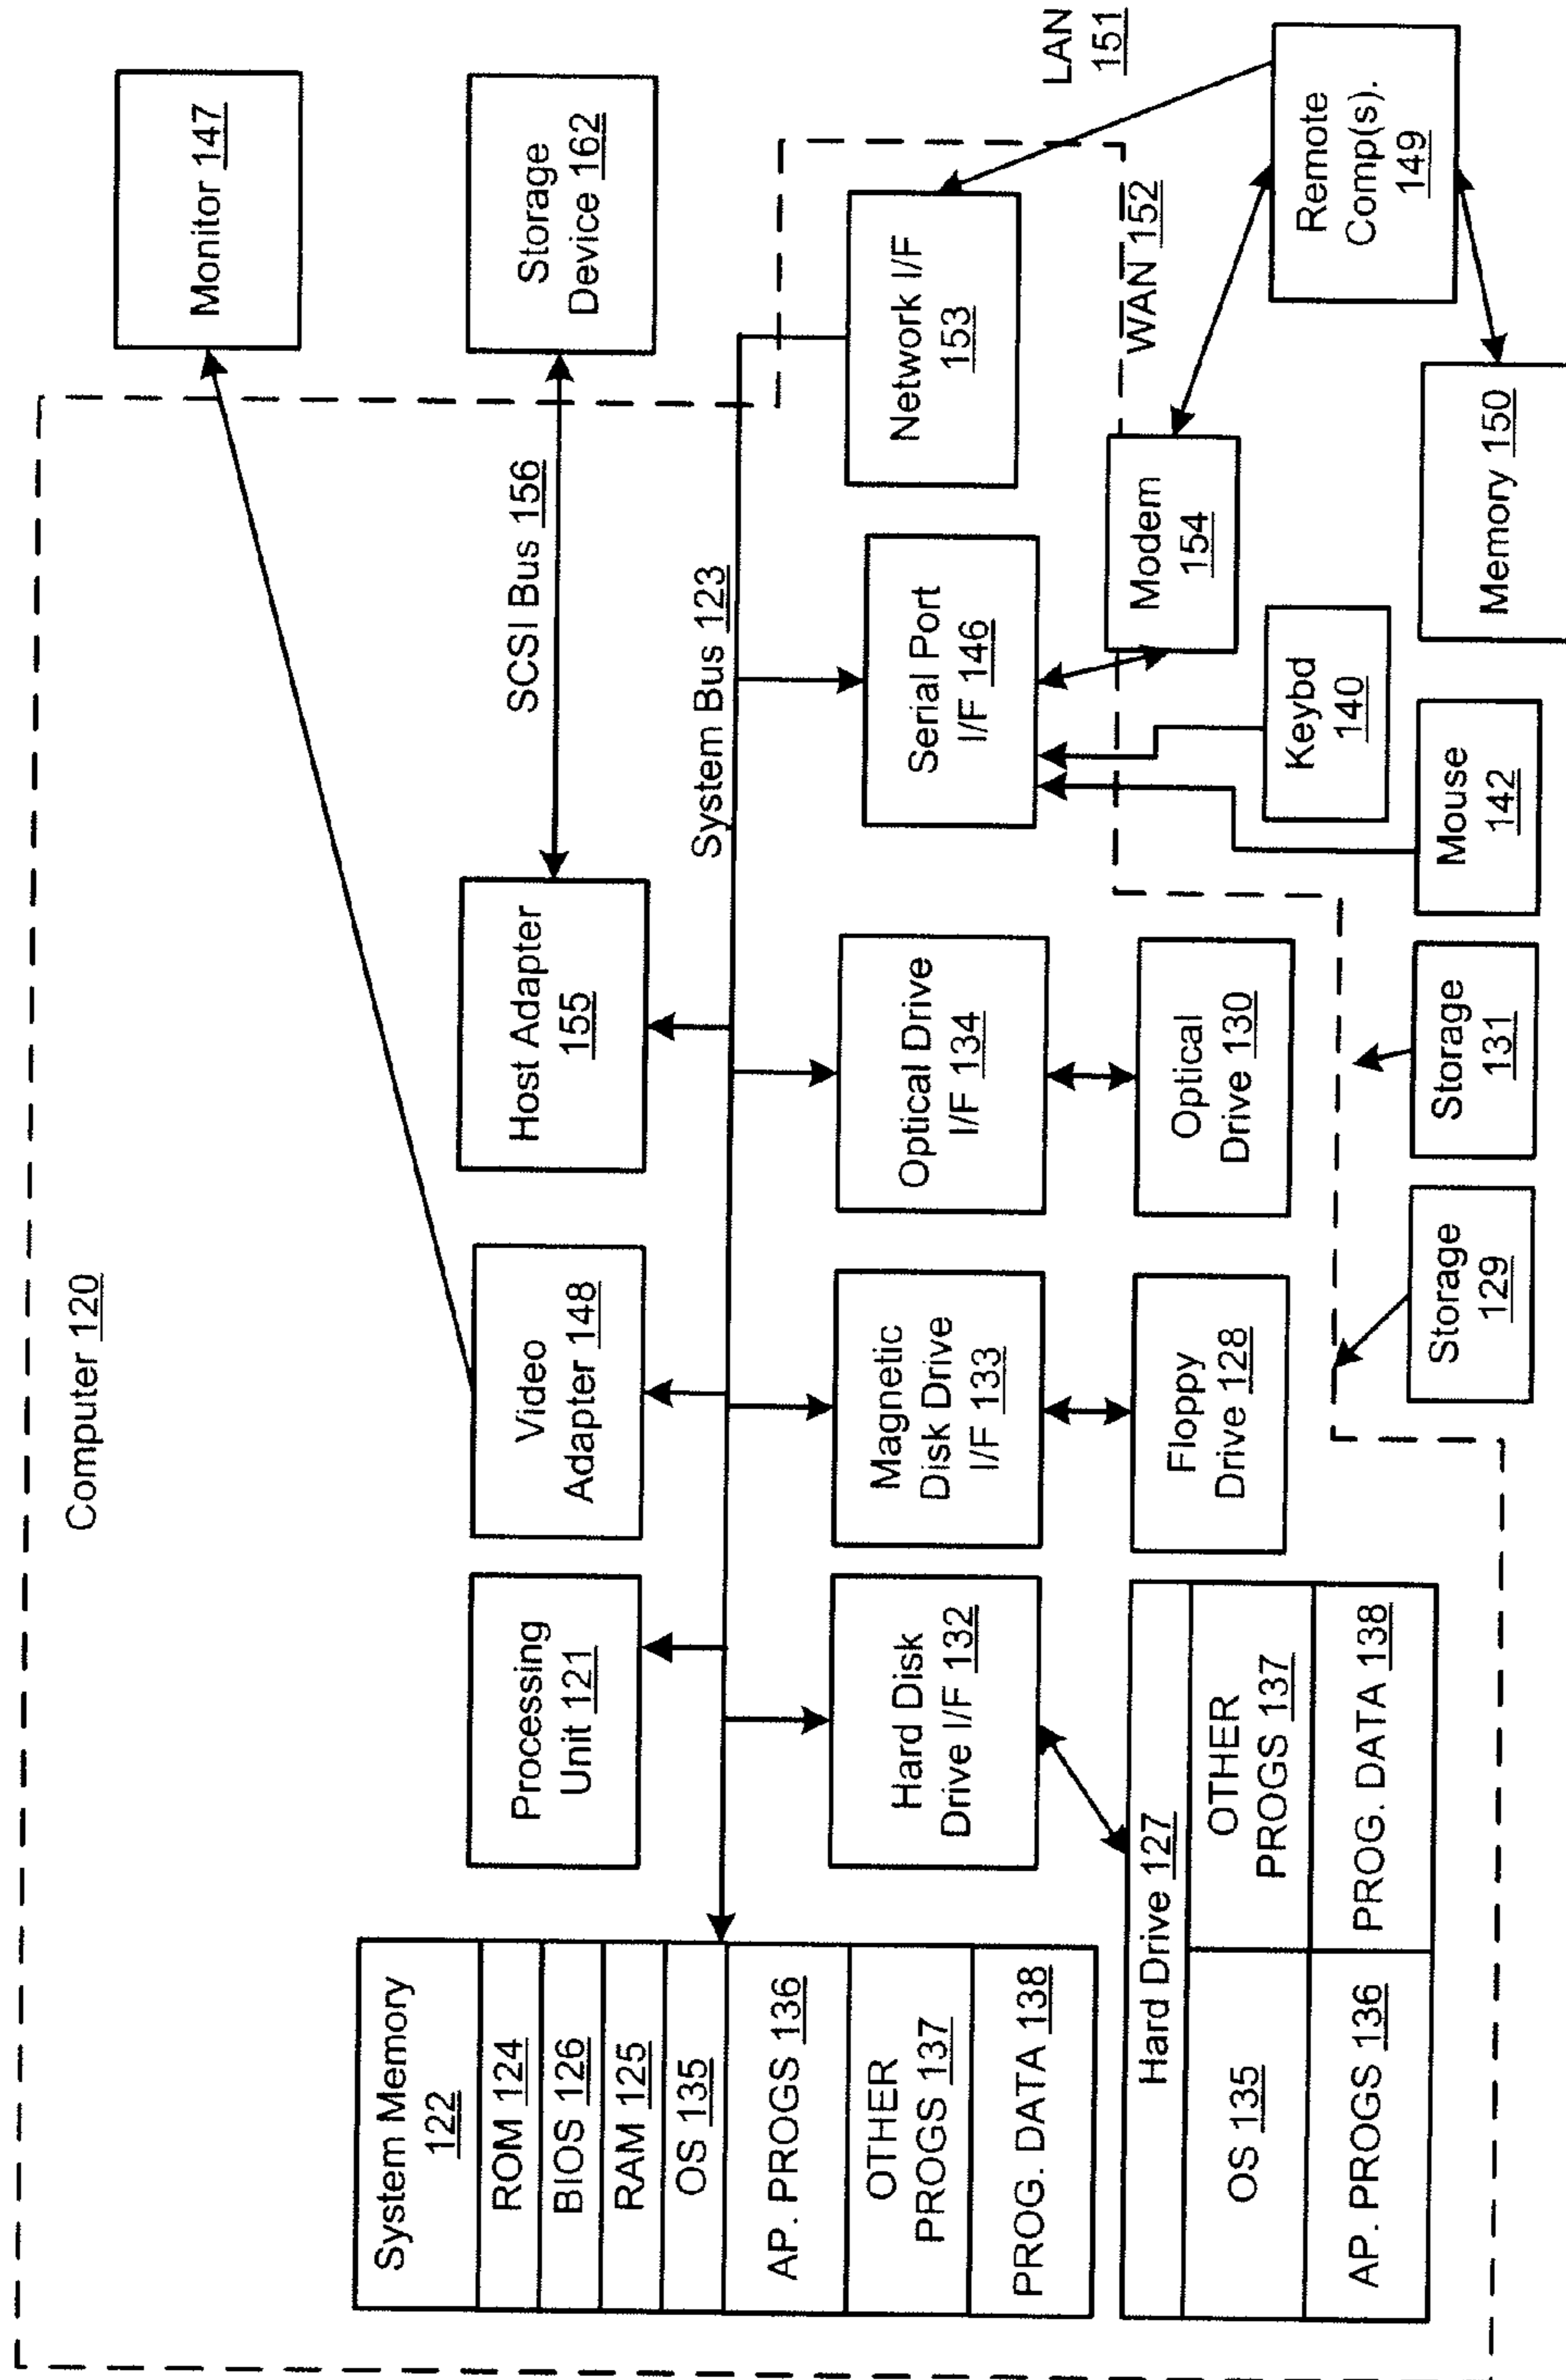 Computer 120
Monitor 147
System Memory
122
ROM 124
BIOS 126
RAM 125
OS 135
AP. PROGS 136
OTHER
PROGS 137
PROG. DATA 138
Processing
Unit 121
Video
Adapter 148
Host Adapter
155
SCSI Bus 156
Storage
Device 162
System Bus 123
Hard Disk
Drive I/F 132
Magnetic
Disk Drive
I/F 133
Optical Drive
I/F 134
Serial Port
I/F 146
Network I/F
153
LAN
151
WAN 152
Hard Drive 127
OS 135
OTHER
PROGS 137
AP. PROGS 136
PROG. DATA 138
Floppy
Drive 128
Optical
Drive 130
Modem
154
Remote
Comp(s).
149
Keybd
140
Storage
129
Storage
131
Mouse
142
Memory 150